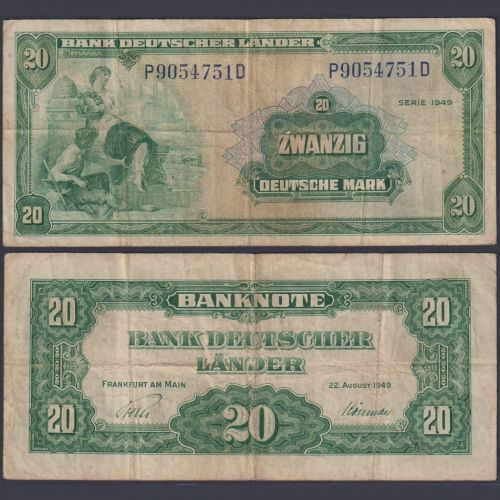 20 BANK DEUTSCHER LÄNDER 20
P9054751D P9054751D
SERIE 1949
20
ZWANZIG
DEUTSCHE MARK
20 20
20 BANKNOTE 20
BANK DEUTSCHER
LÄNDER
FRANKFURT AM MAIN 22. AUGUST 1949
20 20 20